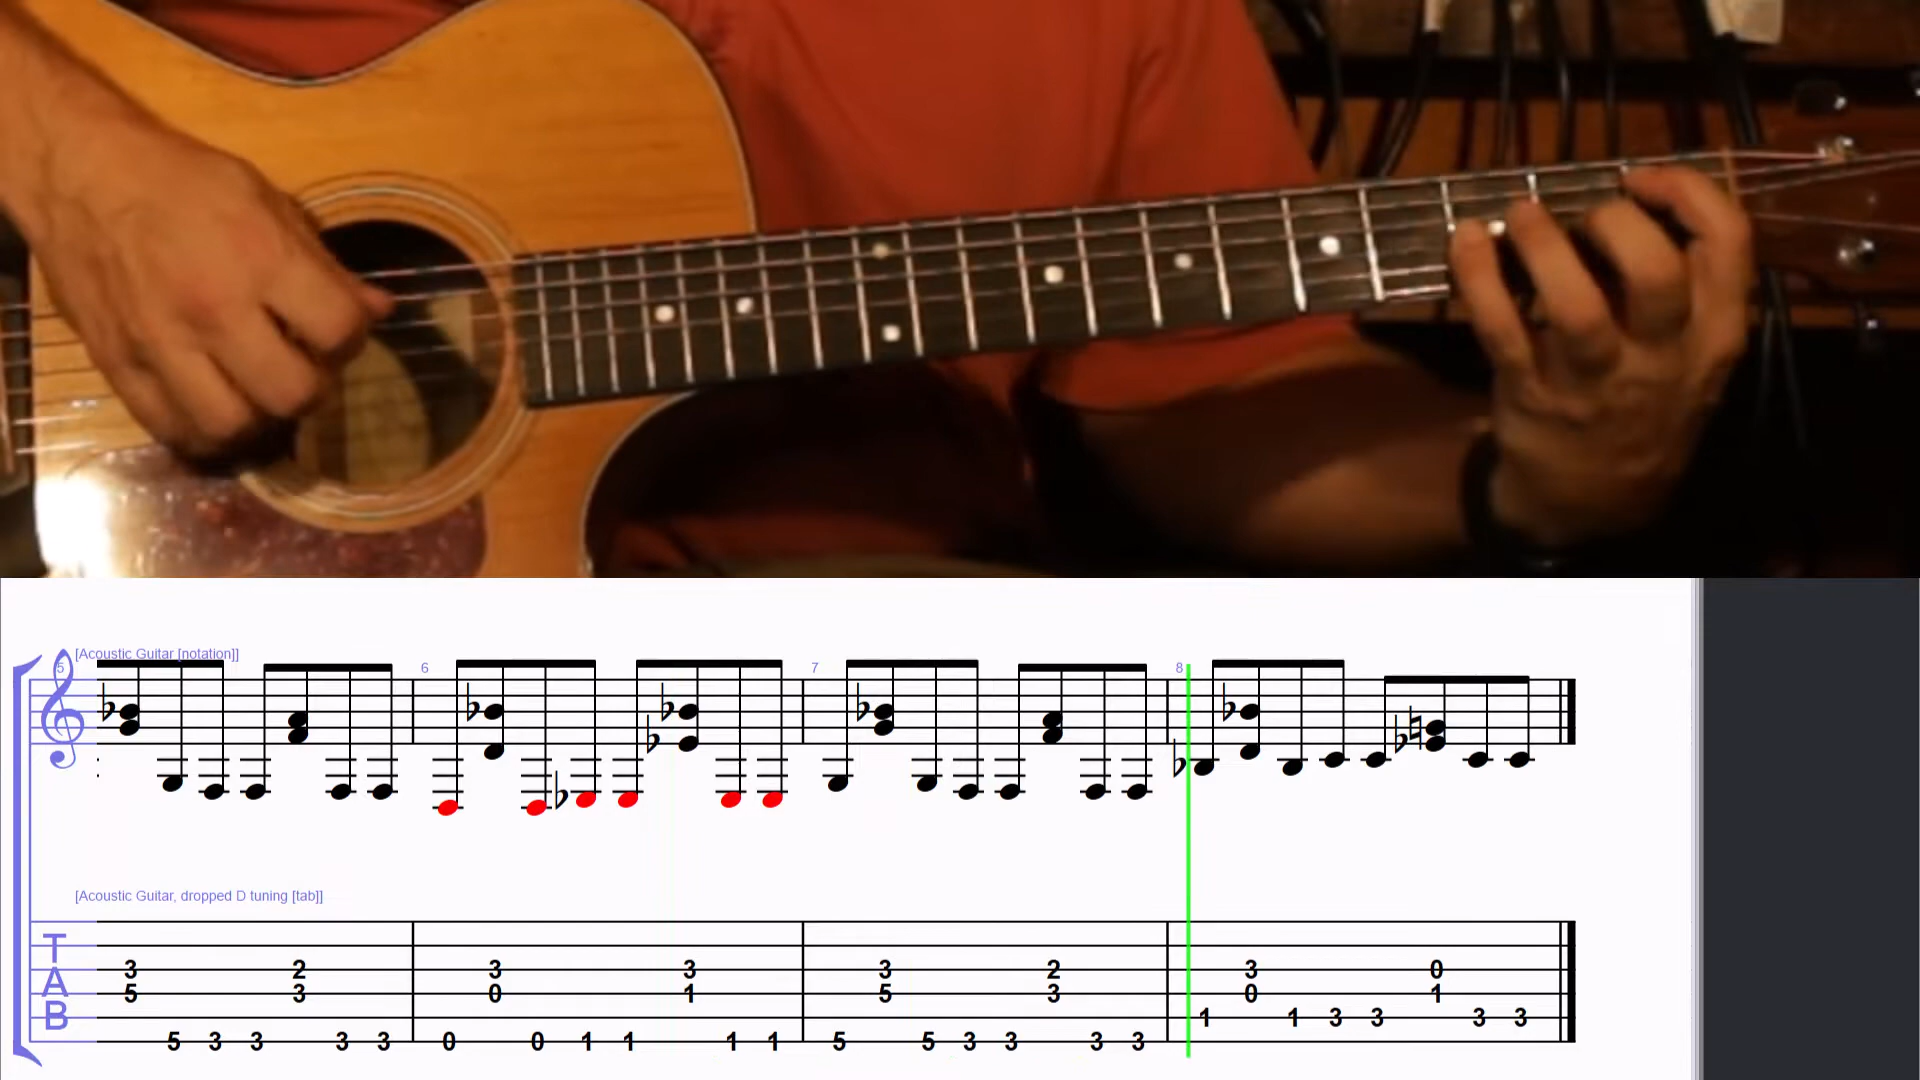 [Acoustic Guitar [notation]]
5 6 7 8
[Acoustic Guitar, dropped D tuning [tab]]
T
3 2 3 3 3 2 3 0
A
5 3 0 1 5 3 0 1
1 1 3 3 3 3
B
5 3 3 3 3 0 0 1 1 1 1 5 5 3 3 3 3